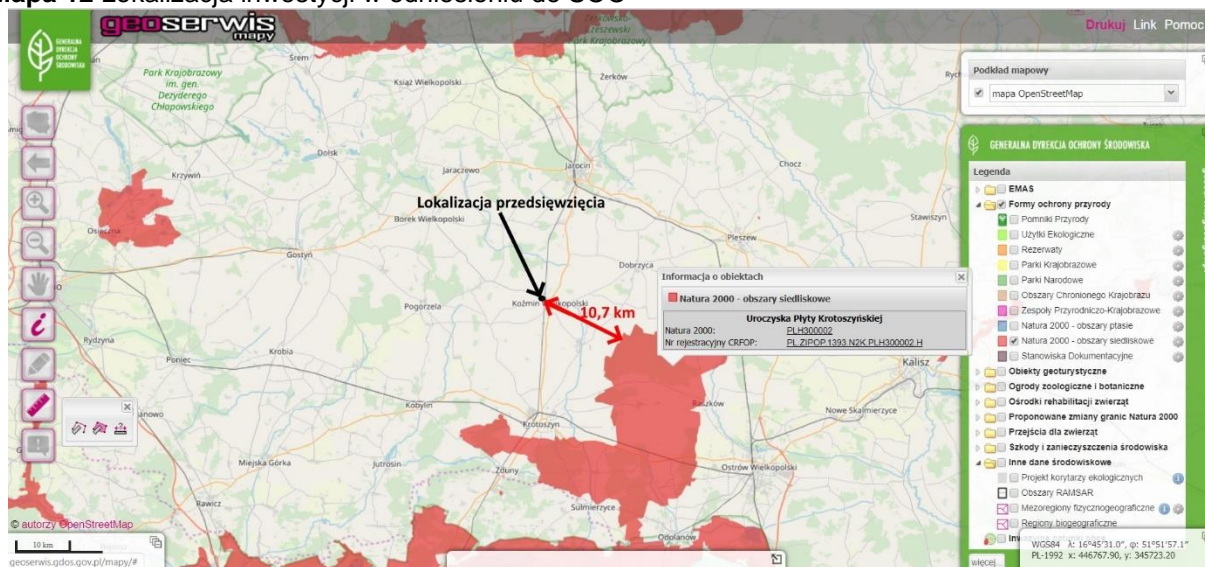 Mapa 12 Lokalizacja inwestycji w odniesieniu do SOO
GENERALNA
DYREKCJA
OCHRONY
ŚRODOWISKA
geoserwis
mapy
Drukuj Link Pomoc
Park Krajobrazowy
im. gen.
Dezyderego
Chłapowskiego
Śrem
Książ Wielkopolski
Żerków
Podkład mapowy
mapa OpenStreetMap
Dolsk
Krzywiń
Jaraczewo
Jarocin
Chocz
Lokalizacja przedsięwzięcia
Borek Wielkopolski
Osieczna
Gostyń
Pleszew
Stawiszyn
Dobrzyca
Pogorzela
10,7 km
Rydzyna
Krobia
Poniec
Kalisz
Informacja o obiektach
Natura 2000 - obszary siedliskowe
Uroczyska Płyty Krotoszyńskiej
Natura 2000: PLH300002
Nr rejestracyjny CRFOP: PL.ZIPOP.1393.N2K.PLH300002.H
Kobylin
Krotoszyn
Nowe Skalmierzyce
Miejska Górka
Jutrosin
Zduny
Ostrów Wielkopolski
Rawicz
Sulmierzyce
Odolanów
GENERALNA DYREKCJA OCHRONY ŚRODOWISKA
Legenda
EMAS
Formy ochrony przyrody
Pomniki Przyrody
Użytki Ekologiczne
Rezerwaty
Parki Krajobrazowe
Parki Narodowe
Obszary Chronionego Krajobrazu
Zespoły Przyrodniczo-Krajobrazowe
Natura 2000 - obszary ptasie
Natura 2000 - obszary siedliskowe
Stanowiska Dokumentacyjne
Obiekty geoturystyczne
Ogrody zoologiczne i botaniczne
Ośrodki rehabilitacji zwierząt
Proponowane zmiany granic Natura 2000
Przejścia dla zwierząt
Szkody i zanieczyszczenia środowiska
Inne dane środowiskowe
Projekt korytarzy ekologicznych
Obszary RAMSAR
Mezoregiony fizycznogeograficzne
Regiony biogeograficzne
więcej...
WGS84 λ: 16°45'31.0", φ: 51°51'57.1"
PL-1992 x: 446767.90, y: 345723.20
© autorzy OpenStreetMap
10 km
geoserwis.gdos.gov.pl/mapy/#